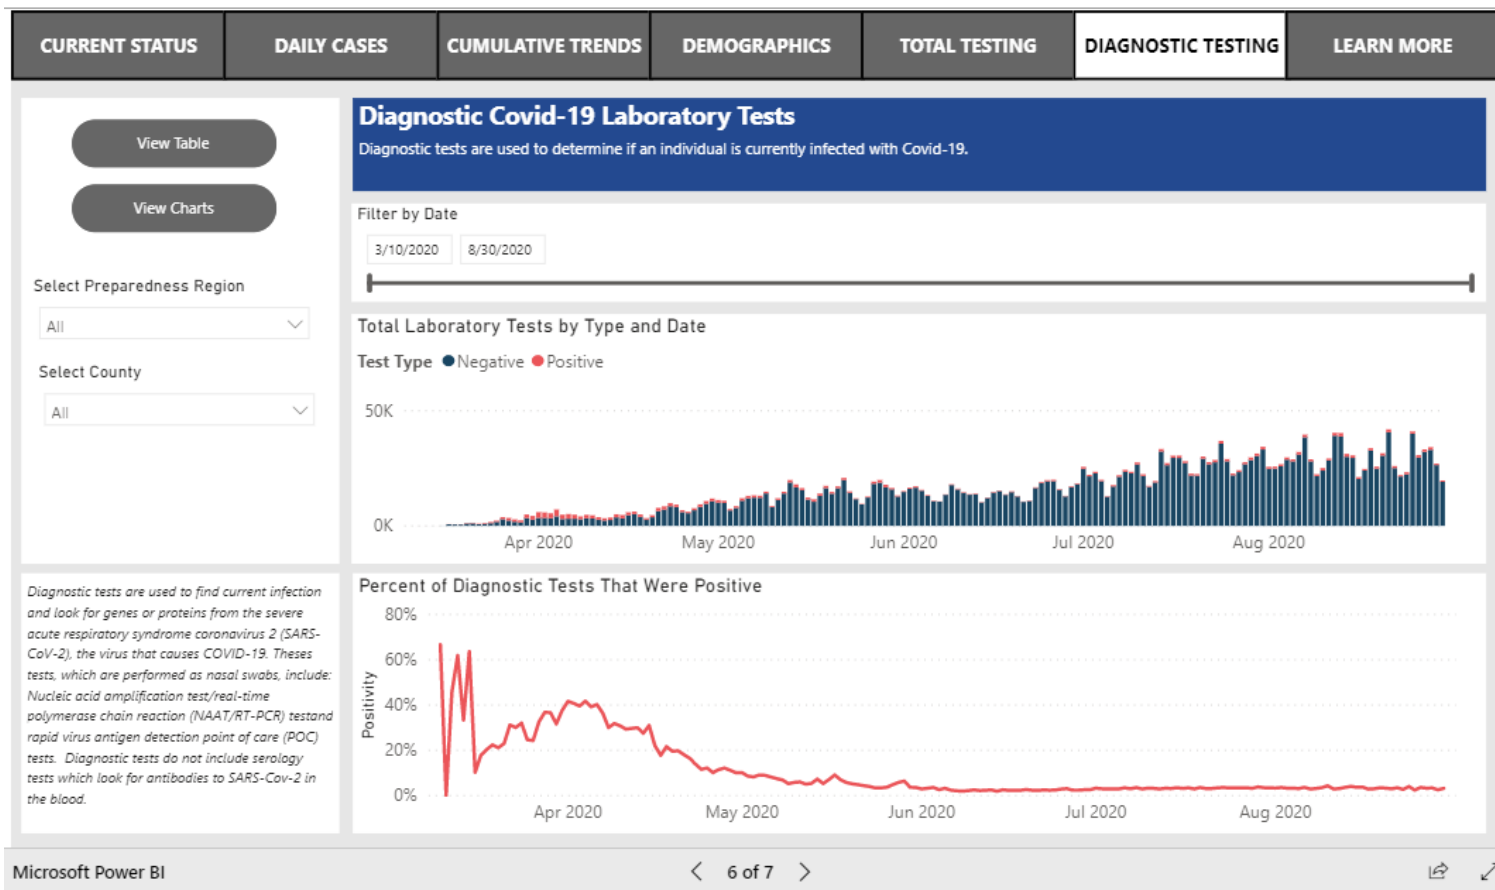 CURRENT STATUS
DAILY CASES
CUMULATIVE TRENDS
DEMOGRAPHICS
TOTAL TESTING
DIAGNOSTIC TESTING
LEARN MORE
View Table
View Charts
Select Preparedness Region
All
Select County
All
Diagnostic tests are used to find current infection
and look for genes or proteins from the severe
acute respiratory syndrome coronavirus 2 (SARS-
CoV-2), the virus that causes COVID-19. Theses
tests, which are performed as nasal swabs, include:
Nucleic acid amplification test/real-time
polymerase chain reaction (NAAT/RT-PCR) testand
rapid virus antigen detection point of care (POC)
tests.  Diagnostic tests do not include serology
tests which look for antibodies to SARS-Cov-2 in
the blood.
Diagnostic Covid-19 Laboratory Tests
Diagnostic tests are used to determine if an individual is currently infected with Covid-19.
Filter by Date
3/10/2020
8/30/2020
Total Laboratory Tests by Type and Date
Test Type Negative Positive
50K
0K
Apr 2020
May 2020
Jun 2020
Jul 2020
Aug 2020
Percent of Diagnostic Tests That Were Positive
Positivity
80%
60%
40%
20%
0%
Apr 2020
May 2020
Jun 2020
Jul 2020
Aug 2020
Microsoft Power BI
6 of 7